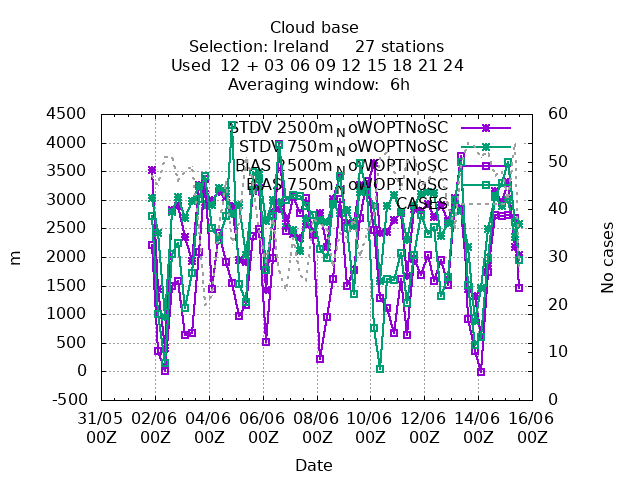 Cloud base
Selection: Ireland 27 stations
Used 12 + 03 06 09 12 15 18 21 24
Averaging window: 6h
STDV 2500m NoWOPTNoSC
STDV 750m NoWOPTNoSC
BIAS 2500m NoWOPTNoSC
BIAS 750m NoWOPTNoSC
CASES
4500
4000
3500
3000
2500
2000
1500
1000
500
0
-500
m
60
50
40
30
20
10
0
No cases
31/05 02/06 04/06 06/06 08/06 10/06 12/06 14/06 16/06
00Z 00Z 00Z 00Z 00Z 00Z 00Z 00Z 00Z
Date